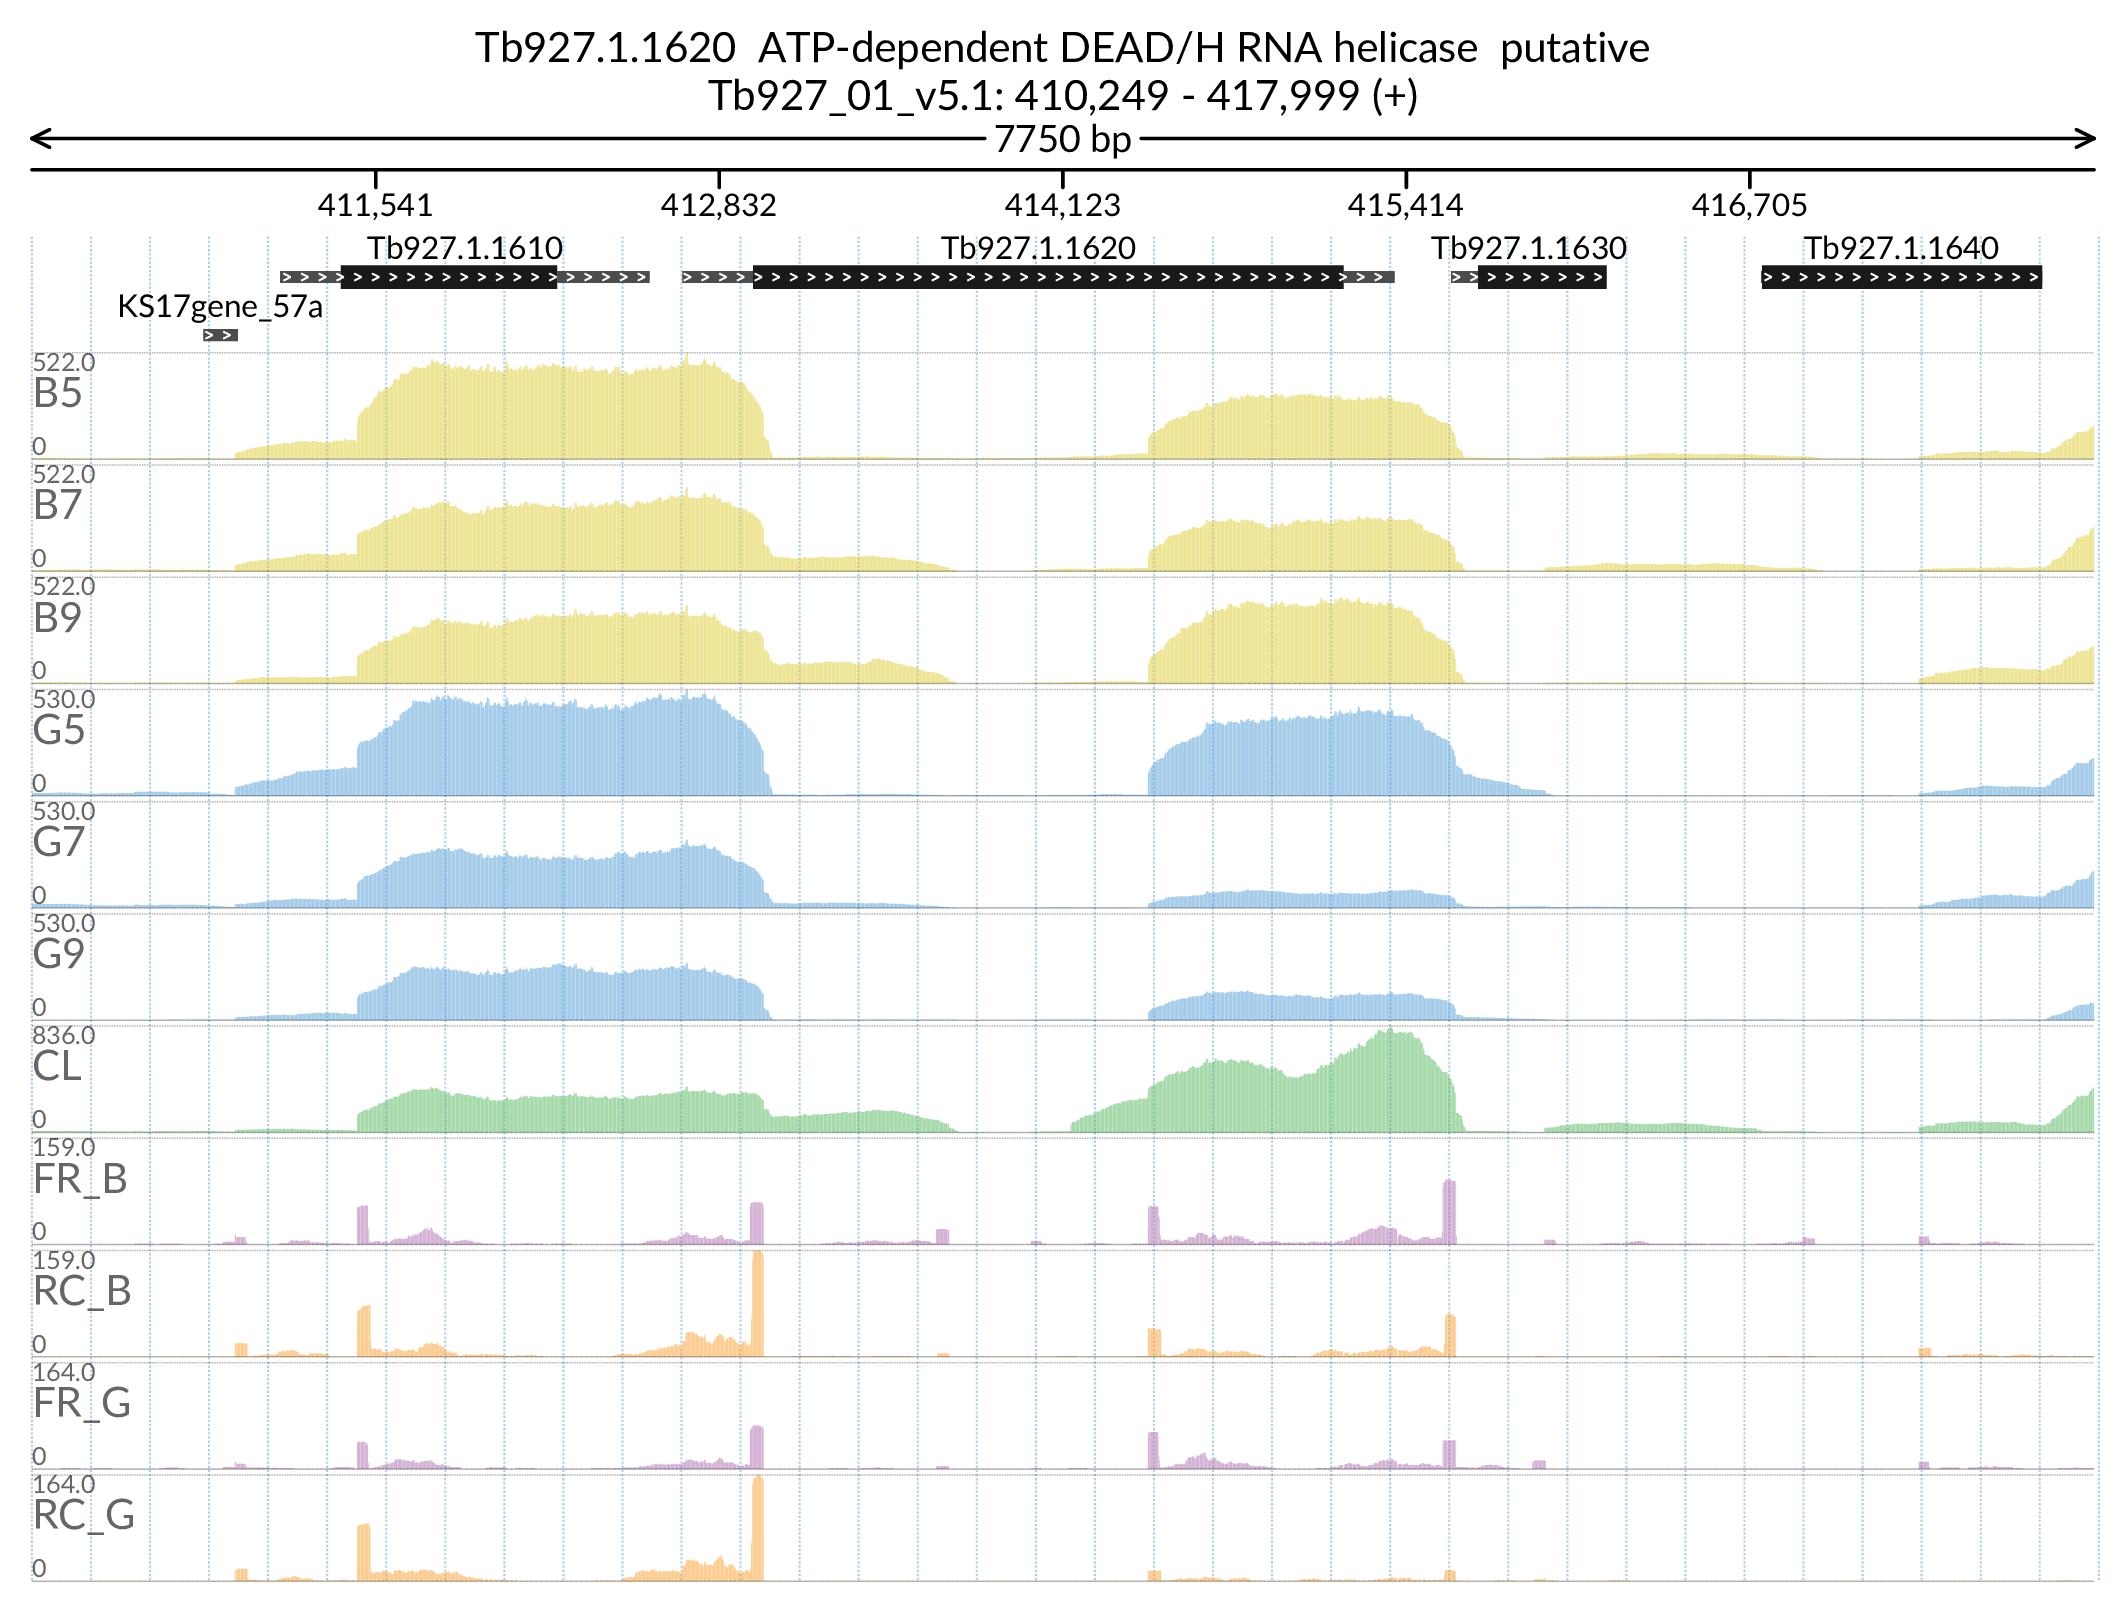 Tb927.1.1620  ATP-dependent DEAD/H RNA helicase  putative
Tb927_01_v5.1: 410,249 - 417,999 (+)
7750 bp
411,541 412,832 414,123 415,414 416,705
Tb927.1.1610 Tb927.1.1620 Tb927.1.1630 Tb927.1.1640
KS17gene_57a
522.0
B5
0
522.0
B7
0
522.0
B9
0
530.0
G5
0
530.0
G7
0
530.0
G9
0
836.0
CL
0
159.0
FR_B
0
159.0
RC_B
0
164.0
FR_G
0
164.0
RC_G
0